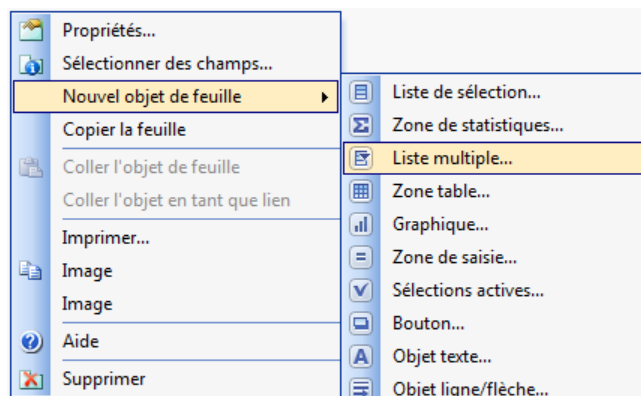 Propriétés...
Sélectionner des champs...
Nouvel objet de feuille
Copier la feuille
Coller l'objet de feuille
Coller l'objet en tant que lien
Imprimer...
Image
Image
Aide
Supprimer
Liste de sélection...
Zone de statistiques...
Liste multiple...
Zone table...
Graphique...
Zone de saisie...
Sélections actives...
Bouton...
Objet texte...
Objet ligne/flèche...